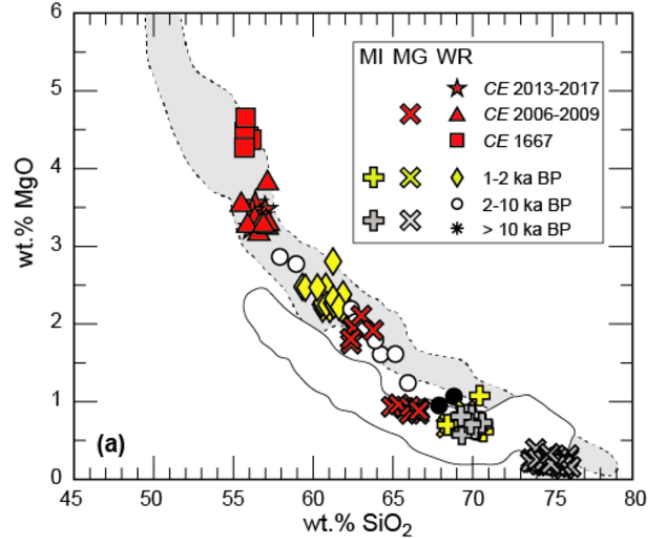 6
5
4
3
2
1
0
wt.% MgO
MI MG WR
CE 2013-2017
CE 2006-2009
CE 1667
1-2 ka BP
2-10 ka BP
> 10 ka BP
(a)
45 50 55 60 65 70 75 80
wt.% SiO₂